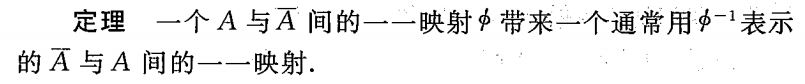 定理 一个 A 与 A̅ 间的一一映射 ϕ 带来一个通常用 ϕ⁻¹ 表示
的 A̅ 与 A 间的一一映射.